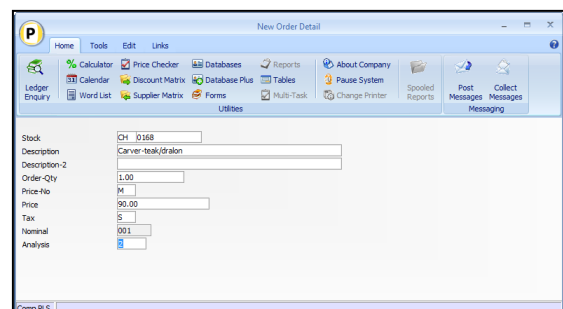 New Order Detail
P
Home Tools Edit Links
Ledger Enquiry
% Calculator Price Checker Databases Reports About Company
31 Calendar Discount Matrix Database Plus Tables Pause System
Word List Supplier Matrix Forms Multi-Task Change Printer
Spooled Reports
Post Messages
Collect Messages
Utilities Messaging
Stock CH 0168
Description Carver-teak/dralon
Description-2
Order-Qty 1.00
Price-No M
Price 90.00
Tax S
Nominal 001
Analysis 2
Comp RLS